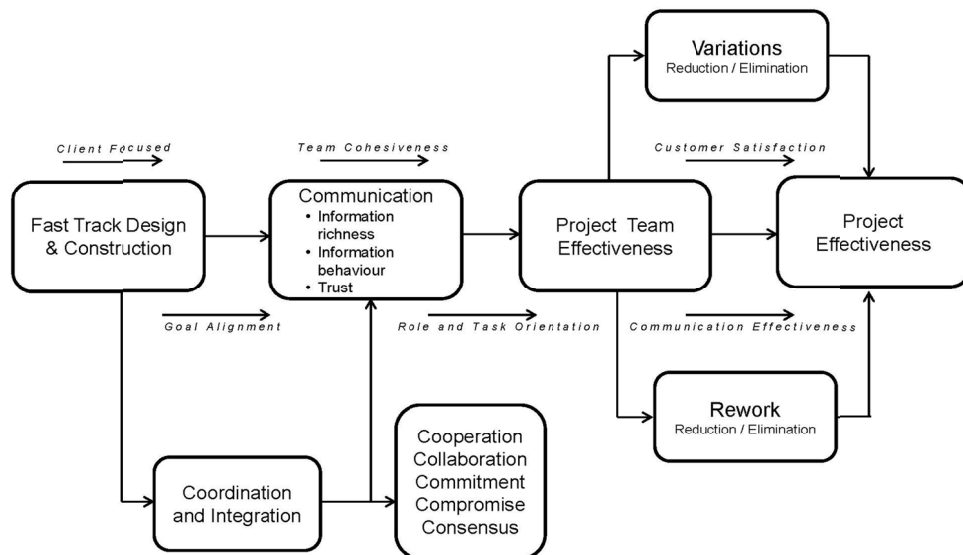 Variations
Reduction / Elimination
Client Focused
Team Cohesiveness
Customer Satisfaction
Fast Track Design
& Construction
Communication
• Information
richness
• Information
behaviour
• Trust
Project Team
Effectiveness
Project
Effectiveness
Goal Alignment
Role and Task Orientation
Communication Effectiveness
Rework
Reduction / Elimination
Coordination
and Integration
Cooperation
Collaboration
Commitment
Compromise
Consensus